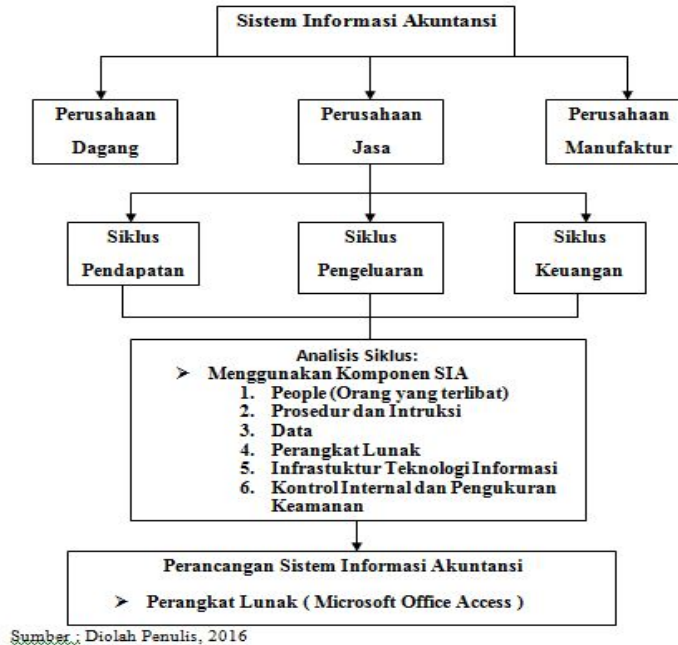 Sistem Informasi Akuntansi
Perusahaan
Dagang
Perusahaan
Jasa
Perusahaan
Manufaktur
Siklus
Pendapatan
Siklus
Pengeluaran
Siklus
Keuangan
Analisis Siklus:
➤ Menggunakan Komponen SIA
1. People (Orang yang terlibat)
2. Prosedur dan Intruksi
3. Data
4. Perangkat Lunak
5. Infrastuktur Teknologi Informasi
6. Kontrol Internal dan Pengukuran
Keamanan
Perancangan Sistem Informasi Akuntansi
➤ Perangkat Lunak ( Microsoft Office Access )
Sumber : Diolah Penulis, 2016